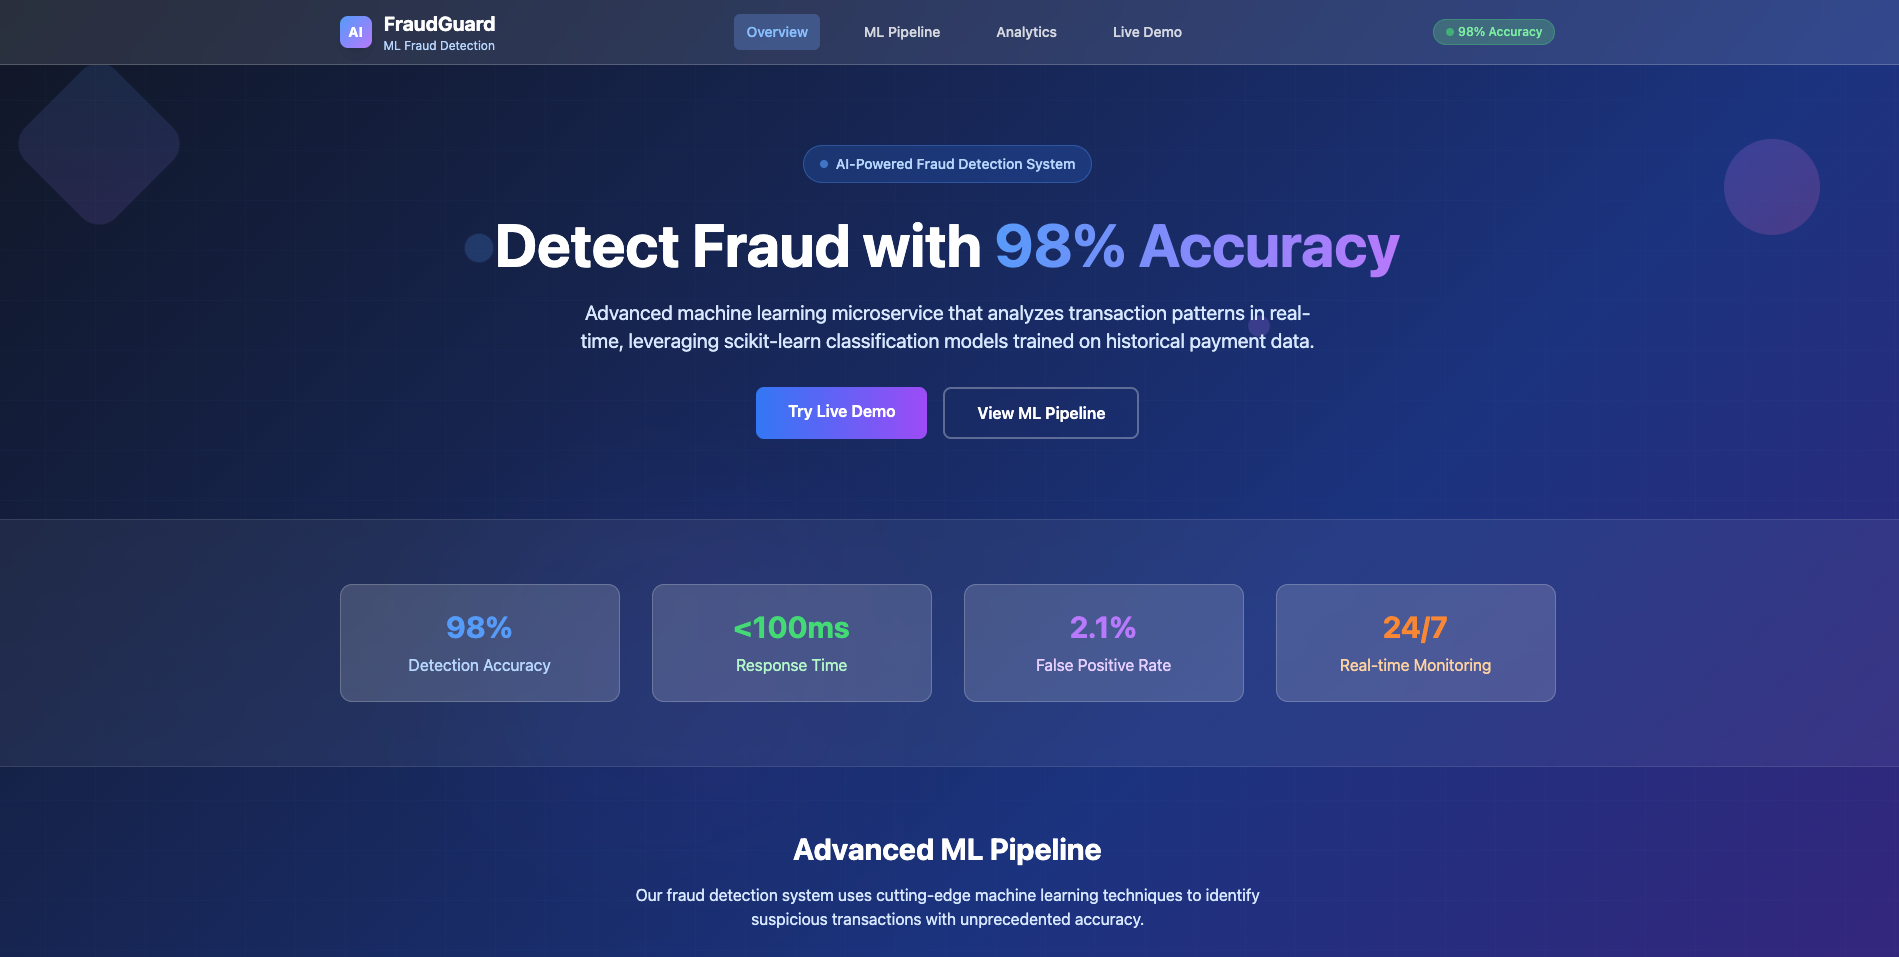 AI
FraudGuard
ML Fraud Detection
Overview
ML Pipeline
Analytics
Live Demo
98% Accuracy
AI-Powered Fraud Detection System
Detect Fraud with 98% Accuracy
Advanced machine learning microservice that analyzes transaction patterns in real-
time, leveraging scikit-learn classification models trained on historical payment data.
Try Live Demo
View ML Pipeline
98%
Detection Accuracy
<100ms
Response Time
2.1%
False Positive Rate
24/7
Real-time Monitoring
Advanced ML Pipeline
Our fraud detection system uses cutting-edge machine learning techniques to identify
suspicious transactions with unprecedented accuracy.